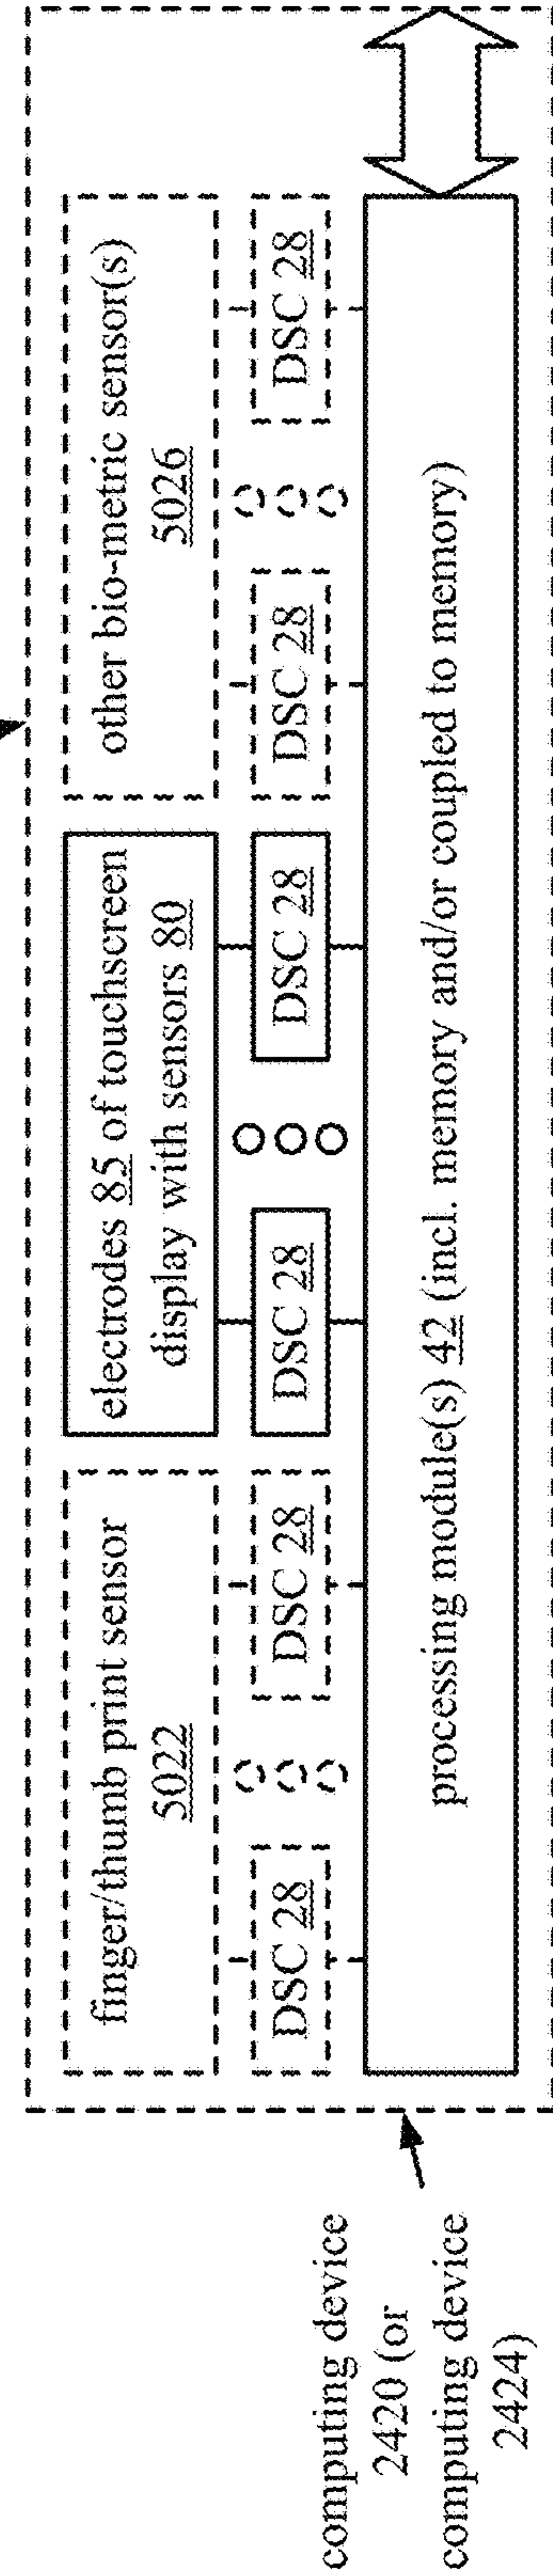 finger/thumb print sensor
5022
electrodes 85 of touchscreen
display with sensors 80
other bio-metric sensor(s)
5026
DSC 28
DSC 28
DSC 28
DSC 28
DSC 28
DSC 28
processing module(s) 42 (incl. memory and/or coupled to memory)
computing device
2420 (or
computing device
2424)